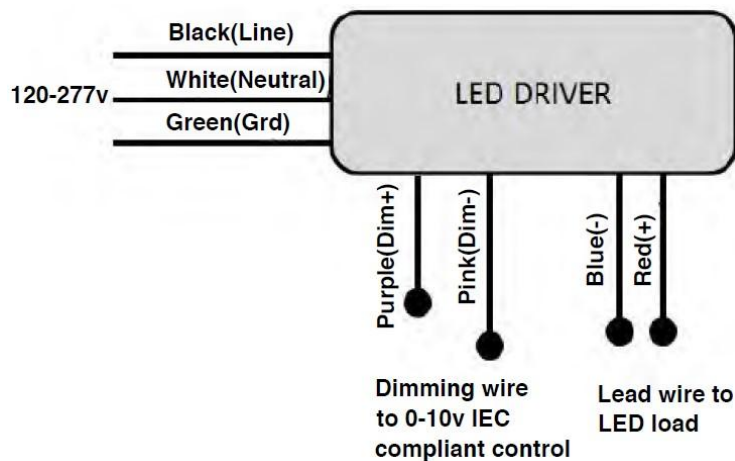 Black(Line)
White(Neutral)
120-277v
Green(Grd)
LED DRIVER
Purple(Dim+)
Pink(Dim-)
Blue(-)
Red(+)
Dimming wire
to 0-10v IEC
compliant control
Lead wire to
LED load